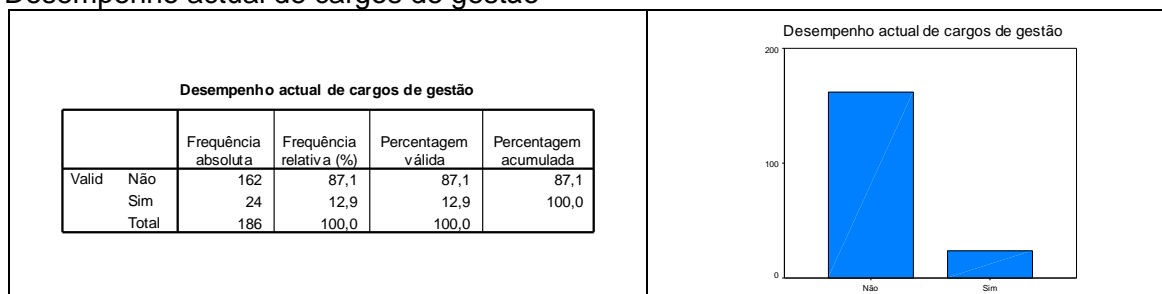 Desempenho actual de cargos de gestão
Desempenho actual de cargos de gestão
Frequência absoluta Frequência relativa (%) Percentagem válida Percentagem acumulada
Valid Não 162 87,1 87,1 87,1
Sim 24 12,9 12,9 100,0
Total 186 100,0 100,0
Desempenho actual de cargos de gestão
200
100
0
Não Sim